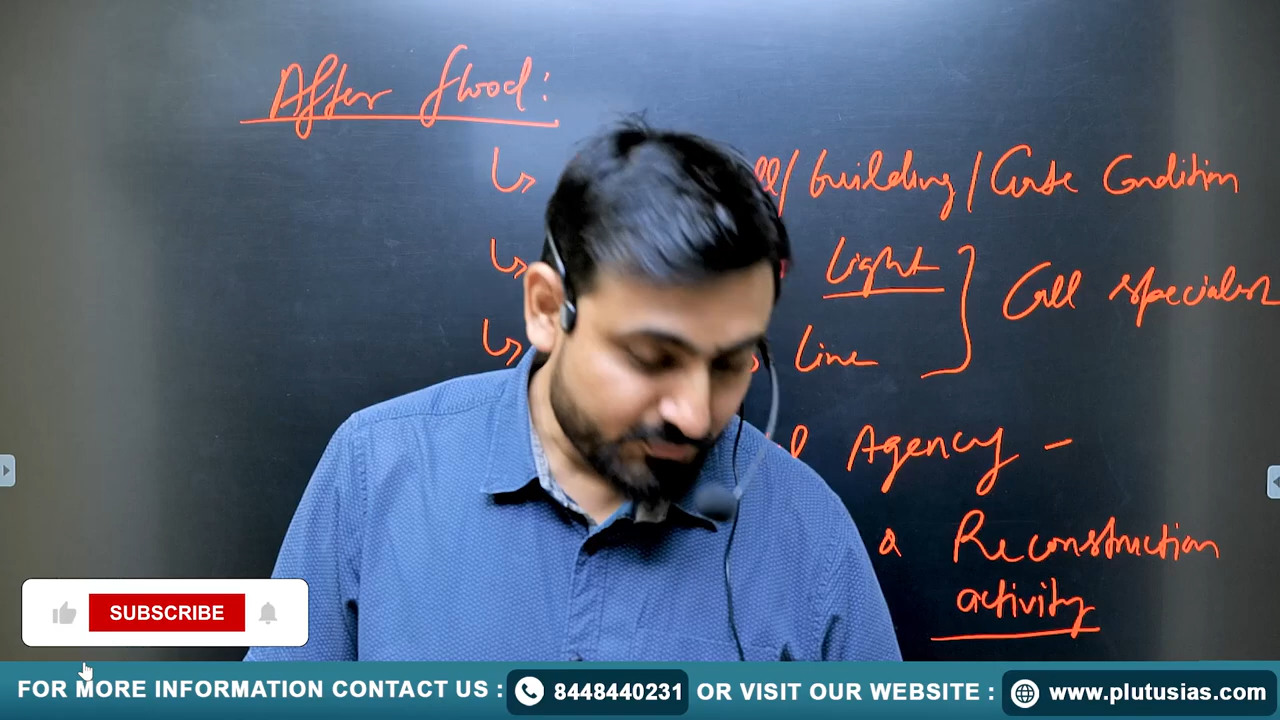 After flood:
building / Cose Condition
Light
Call specialist
Line
Agency -
a Reconstruction
activity
SUBSCRIBE
FOR MORE INFORMATION CONTACT US : 8448440231 OR VISIT OUR WEBSITE : www.plutusias.com